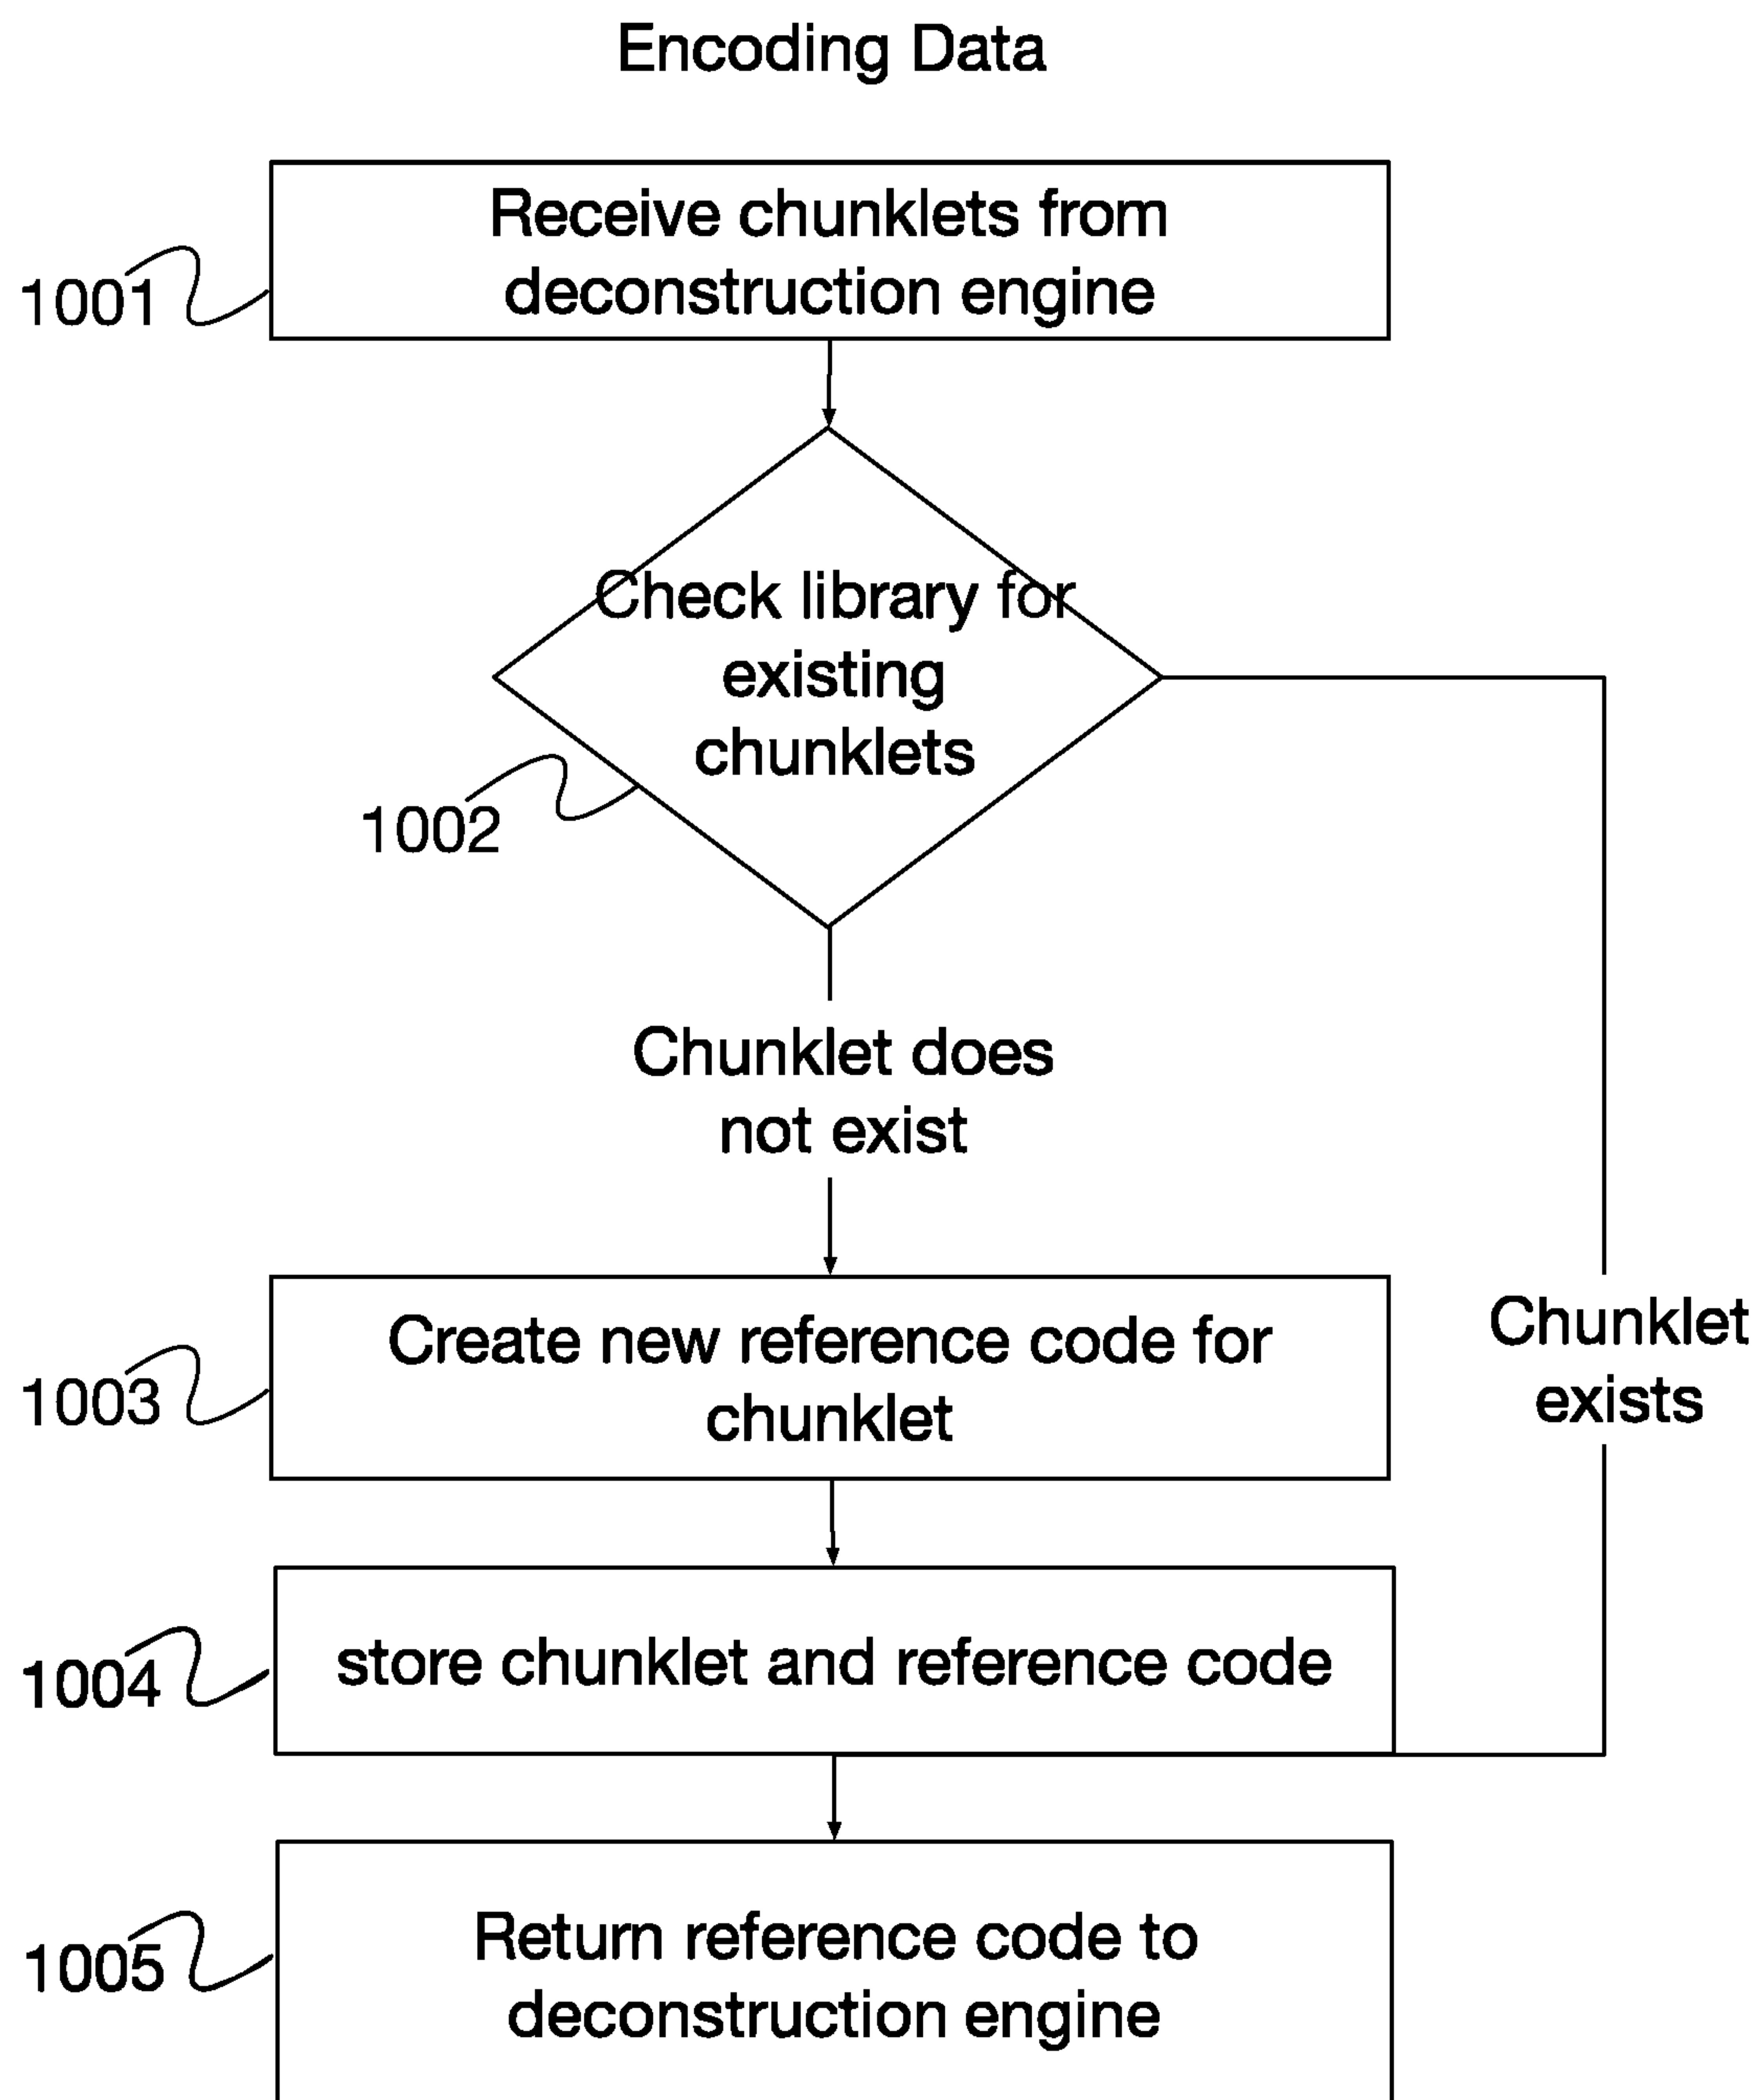 Encoding Data
Receive chunklets from
deconstruction engine
1001
Check library for
existing
chunklets
1002
Chunklet does
not exist
Create new reference code for
chunklet
1003
Chunklet
exists
store chunklet and reference code
1004
Return reference code to
deconstruction engine
1005